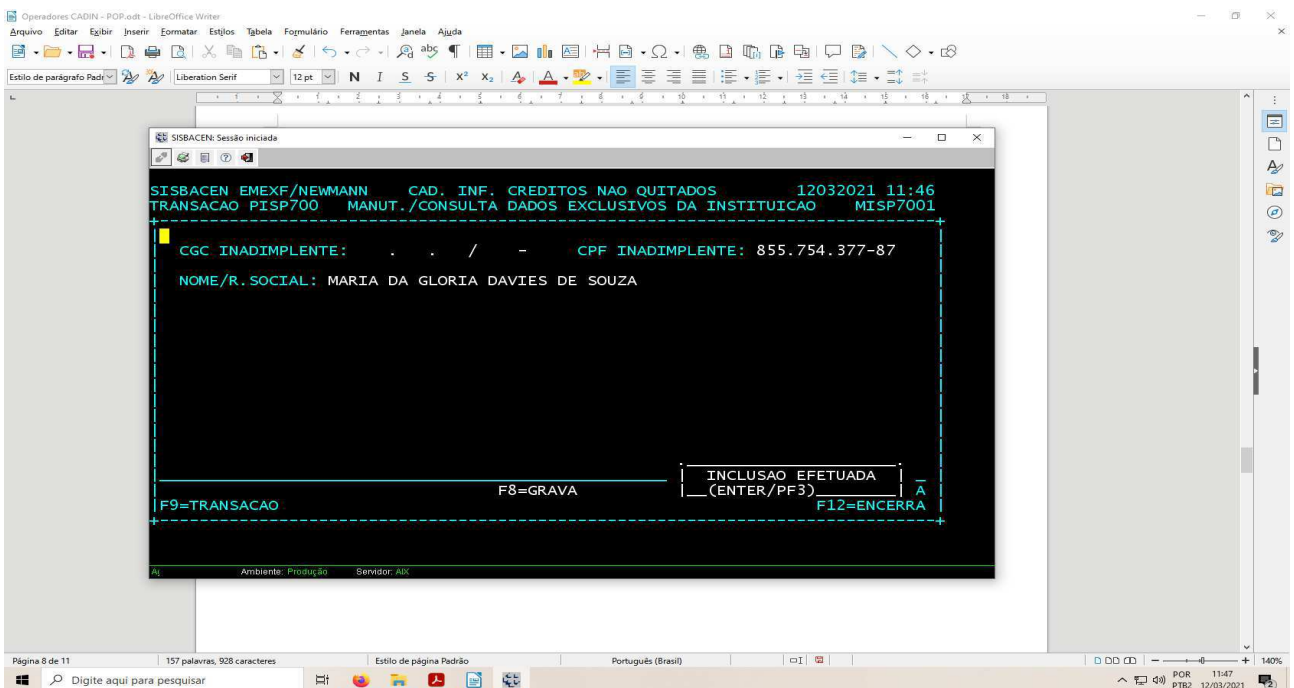 Operadores CADIN - POP.odt - LibreOffice Writer
Arquivo Editar Exibir Inserir Formatar Estilos Tabela Formulário Ferramentas Janela Ajuda
Liberation Serif 12 pt N I S S X² X₂ A A
SISBACEN: Sessão iniciada
SISBACEN EMEXF/NEWMANN CAD. INF. CREDITOS NAO QUITADOS 12032021 11:46
TRANSACAO PISP700 MANUT./CONSULTA DADOS EXCLUSIVOS DA INSTITUICAO MISP7001
CGC INADIMPLENTE: . . / - CPF INADIMPLENTE: 855.754.377-87
NOME/R.SOCIAL: MARIA DA GLORIA DAVIES DE SOUZA
INCLUSAO EFETUADA
F8=GRAVA (ENTER/PF3) A
F9=TRANSACAO F12=ENCERRA
Ambiente: Produção Servidor: AIX
Página 8 de 11 157 palavras, 928 caracteres Estilo de página Padrão Português (Brasil) 140%
Digite aqui para pesquisar POR 11:47
PTB2 12/03/2021